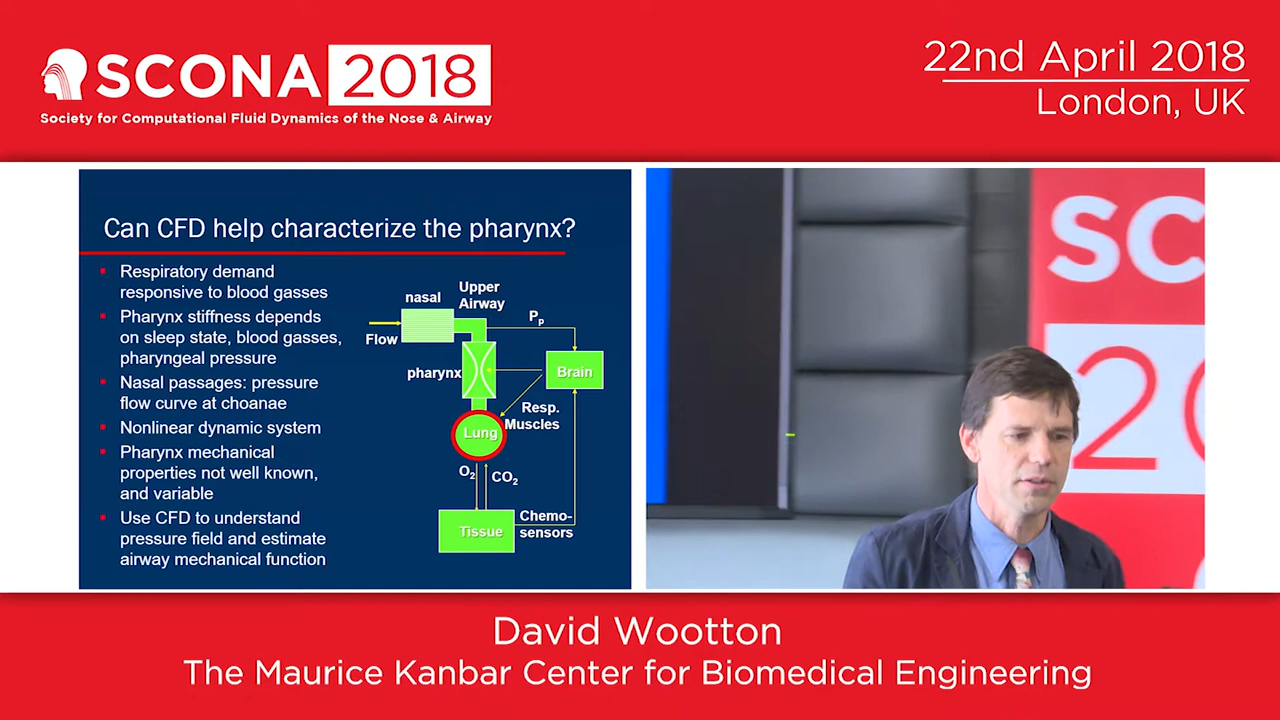 SCONA 2018
Society for Computational Fluid Dynamics of the Nose & Airway
22nd April 2018
London, UK
Can CFD help characterize the pharynx?
Respiratory demand
responsive to blood gasses
Pharynx stiffness depends
on sleep state, blood gasses,
pharyngeal pressure
Nasal passages: pressure
flow curve at choanae
Nonlinear dynamic system
Pharynx mechanical
properties not well known,
and variable
Use CFD to understand
pressure field and estimate
airway mechanical function
nasal
Upper
Airway
Flow
Pp
pharynx
Brain
Resp.
Muscles
Lung
O2
CO2
Tissue
Chemo-
sensors
SC
20
David Wootton
The Maurice Kanbar Center for Biomedical Engineering